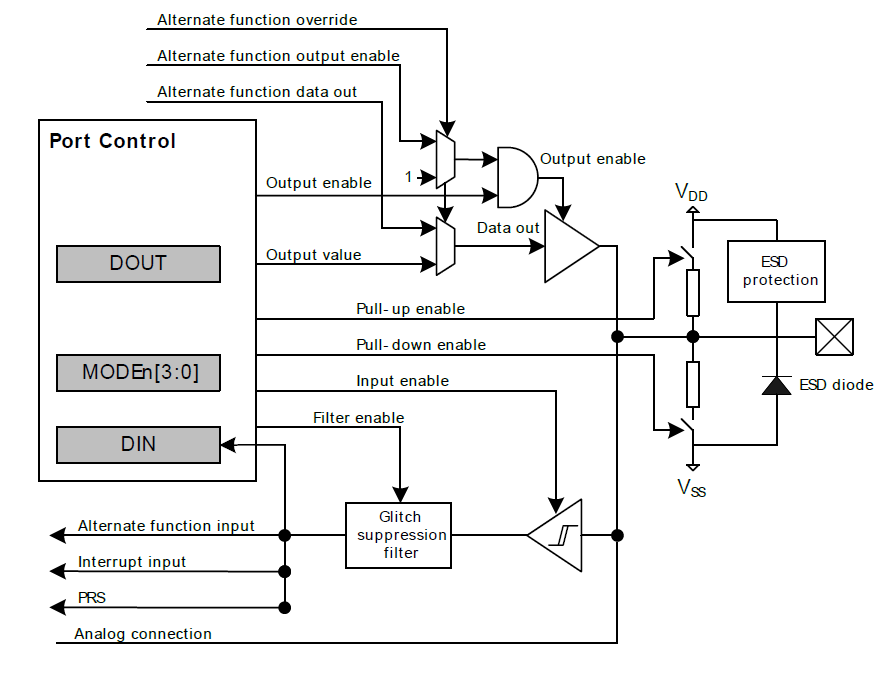 Alternate function override
Alternate function output enable
Alternate function data out
Port Control
Output enable
1
Output enable
Data out
VDD
DOUT
Output value
ESD
protection
Pull-up enable
Pull-down enable
MODEn[3:0]
Input enable
ESD diode
Filter enable
DIN
VSS
Glitch
suppression
filter
Alternate function input
Interrupt input
PRS
Analog connection